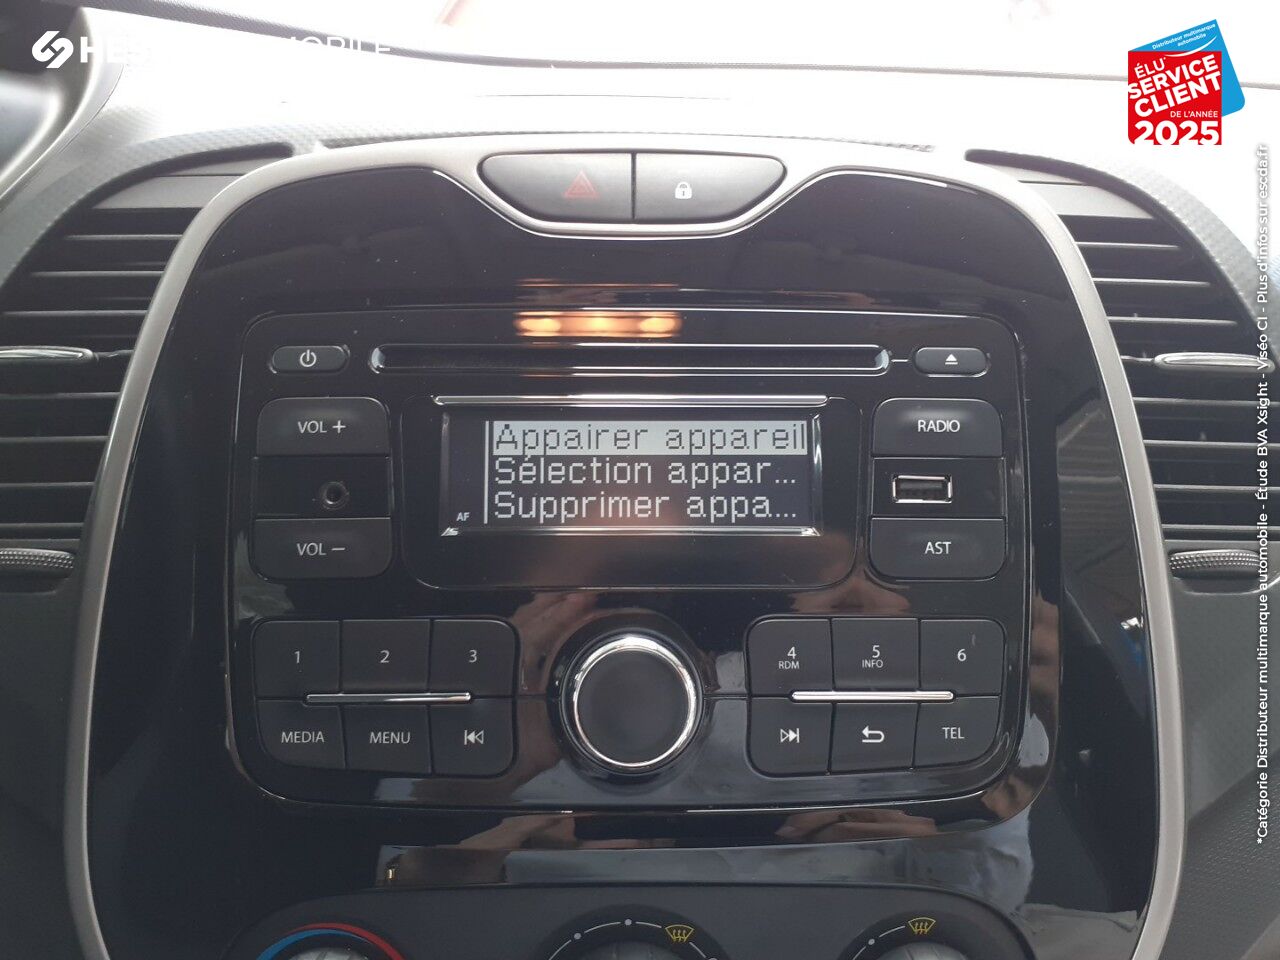 Distributeur multimarque
automobile
ÉLU
SERVICE
CLIENT
DE L'ANNÉE
2025
*Catégorie Distributeur multimarque automobile - Étude BVA Xsight - Viséo CI - Plus d'infos sur escda.fr
VOL +
RADIO
Appairer appareil
Sélection appar...
Supprimer appa...
AF
VOL −
AST
1
2
3
4
RDM
5
INFO
6
MEDIA
MENU
TEL